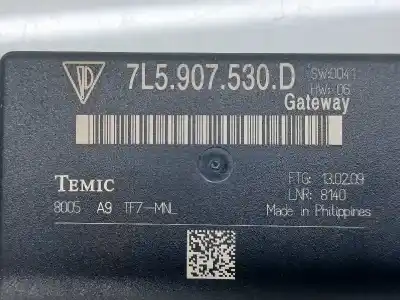 7L5.907.530.D
SW:0041
HW: 06
Gateway
TEMIC
8005 A9 TF7-MNL
FTG: 13.02.09
LNR: 8140
Made in Philippines